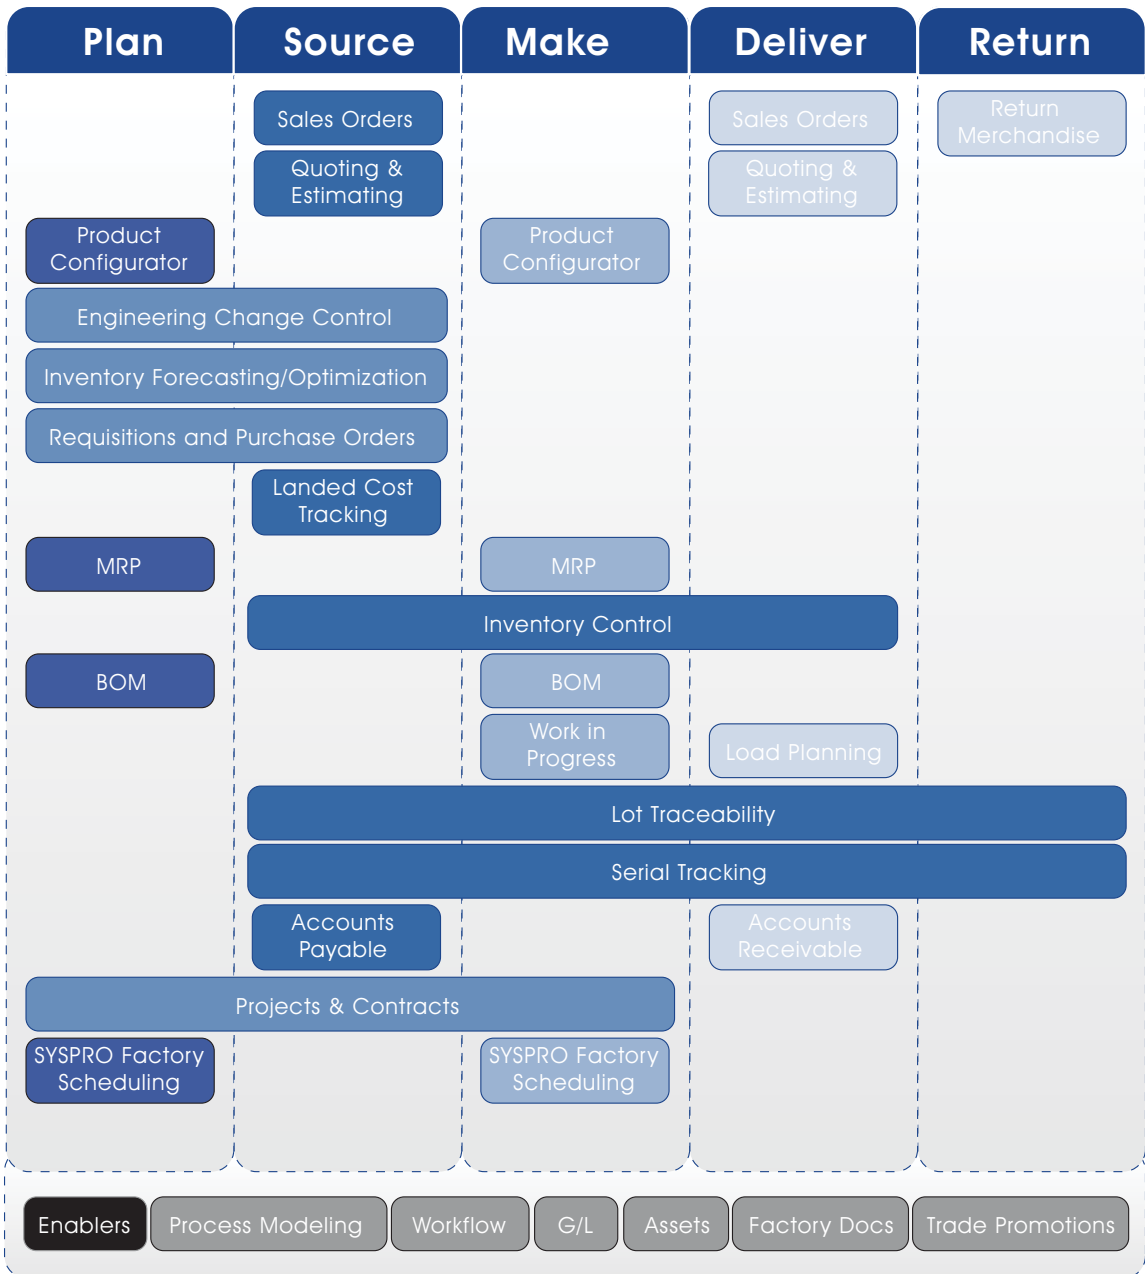 Plan
Source
Make
Deliver
Return
Sales Orders
Sales Orders
Return
Merchandise
Quoting &
Estimating
Quoting &
Estimating
Product
Configurator
Product
Configurator
Engineering Change Control
Inventory Forecasting/Optimization
Requisitions and Purchase Orders
Landed Cost
Tracking
MRP
MRP
Inventory Control
BOM
BOM
Work in
Progress
Load Planning
Lot Traceability
Serial Tracking
Accounts
Payable
Accounts
Receivable
Projects & Contracts
SYSPRO Factory
Scheduling
SYSPRO Factory
Scheduling
Enablers
Process Modeling
Workflow
G/L
Assets
Factory Docs
Trade Promotions